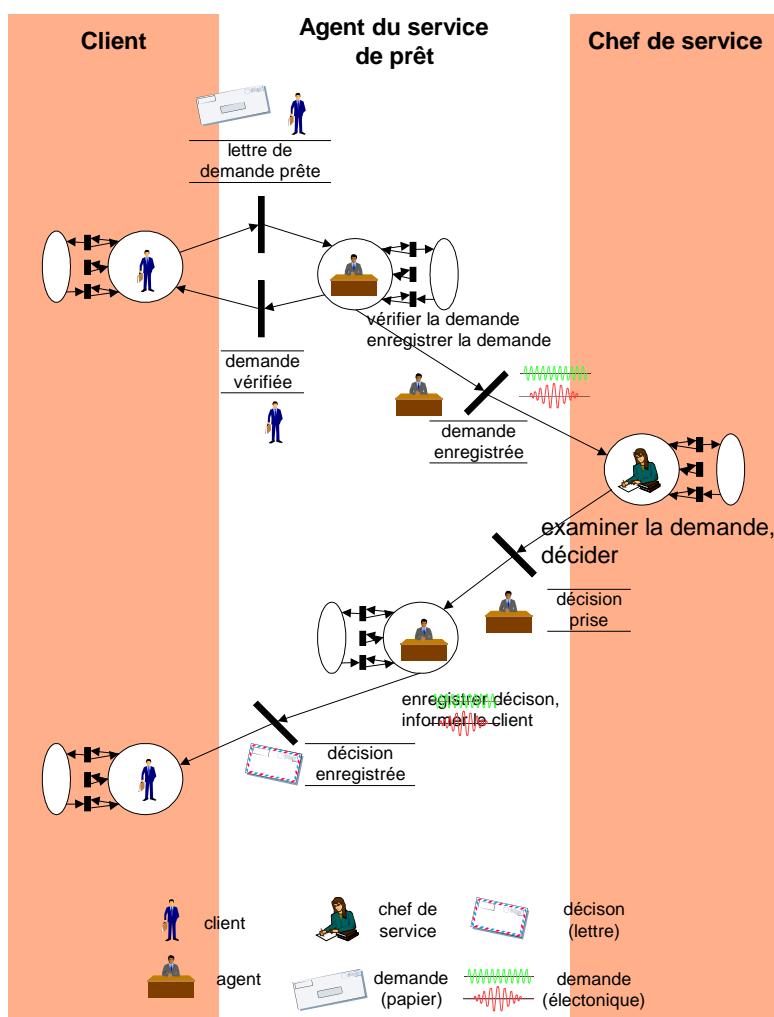 Client
Agent du service
de prêt
Chef de service
lettre de
demande prête
vérifier la demande
enregistrer la demande
demande
vérifiée
demande
enregistrée
examiner la demande,
décider
décision
prise
enregistrer décison,
informer le client
décision
enregistrée
client
chef de
service
décison
(lettre)
agent
demande
(papier)
demande
(électonique)